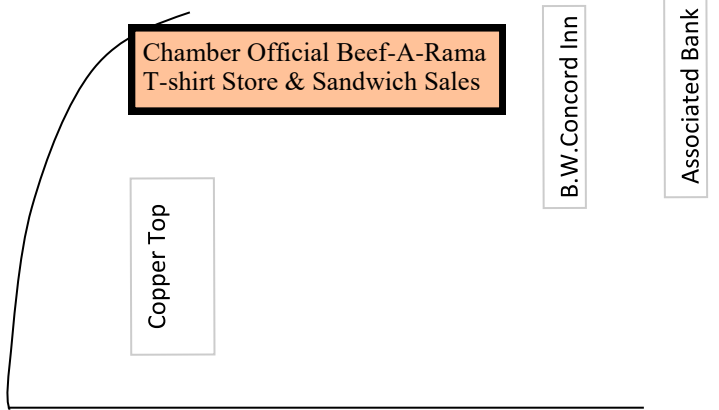 Chamber Official Beef-A-Rama
T-shirt Store & Sandwich Sales
B.W.Concord Inn
Associated Bank
Copper Top